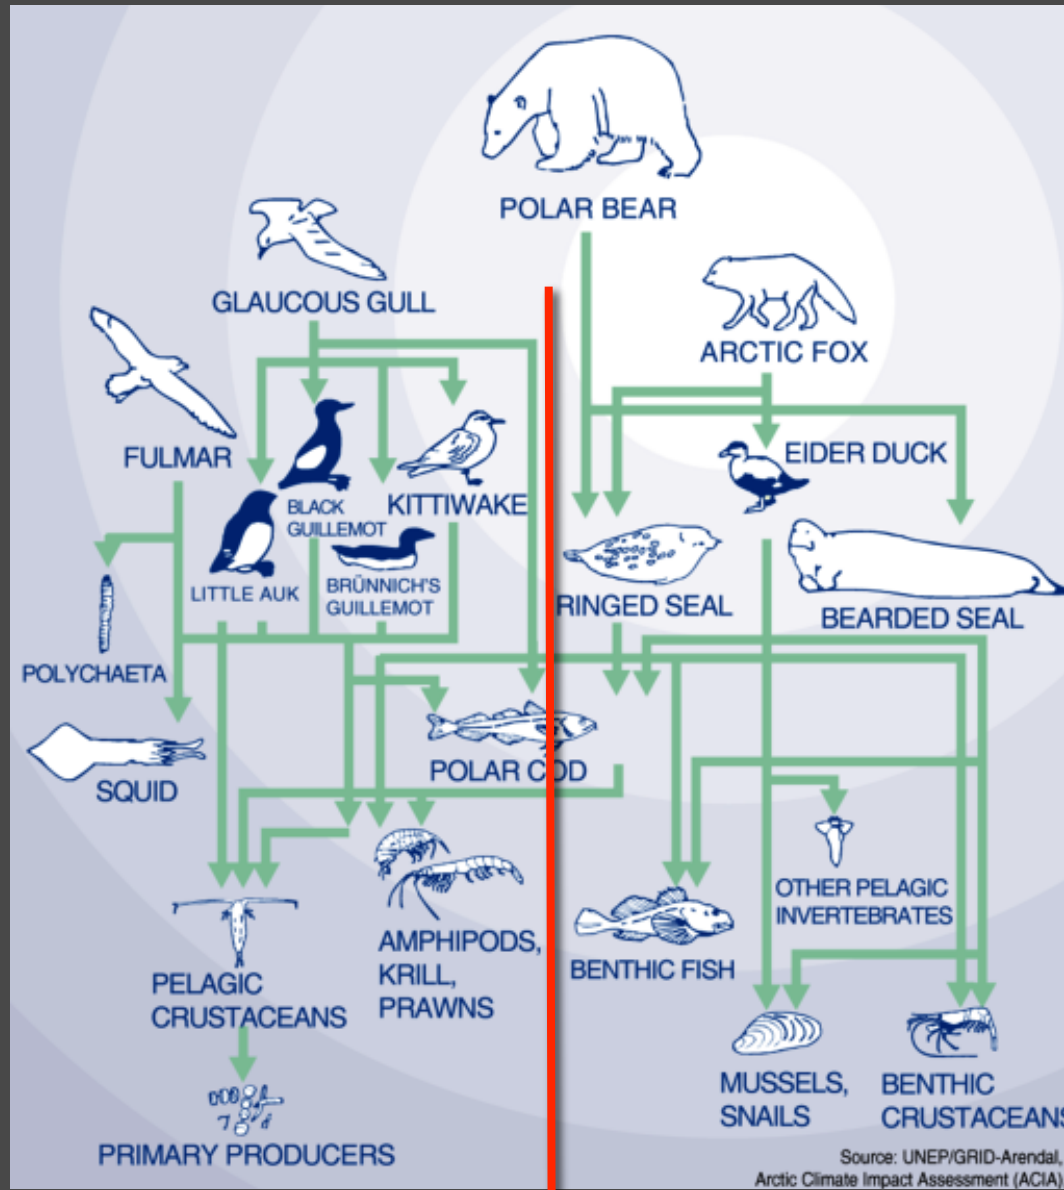 POLAR BEAR
GLAUCOUS GULL
ARCTIC FOX
FULMAR
EIDER DUCK
BLACK
GUILLEMOT
KITTIWAKE
LITTLE AUK
BRÜNNICH'S
GUILLEMOT
RINGED SEAL
BEARDED SEAL
POLYCHAETA
SQUID
POLAR COD
OTHER PELAGIC
INVERTEBRATES
AMPHIPODS,
KRILL,
PRAWNS
BENTHIC FISH
PELAGIC
CRUSTACEANS
MUSSELS,
SNAILS
BENTHIC
CRUSTACEANS
PRIMARY PRODUCERS
Source: UNEP/GRID-Arendal,
Arctic Climate Impact Assessment (ACIA)